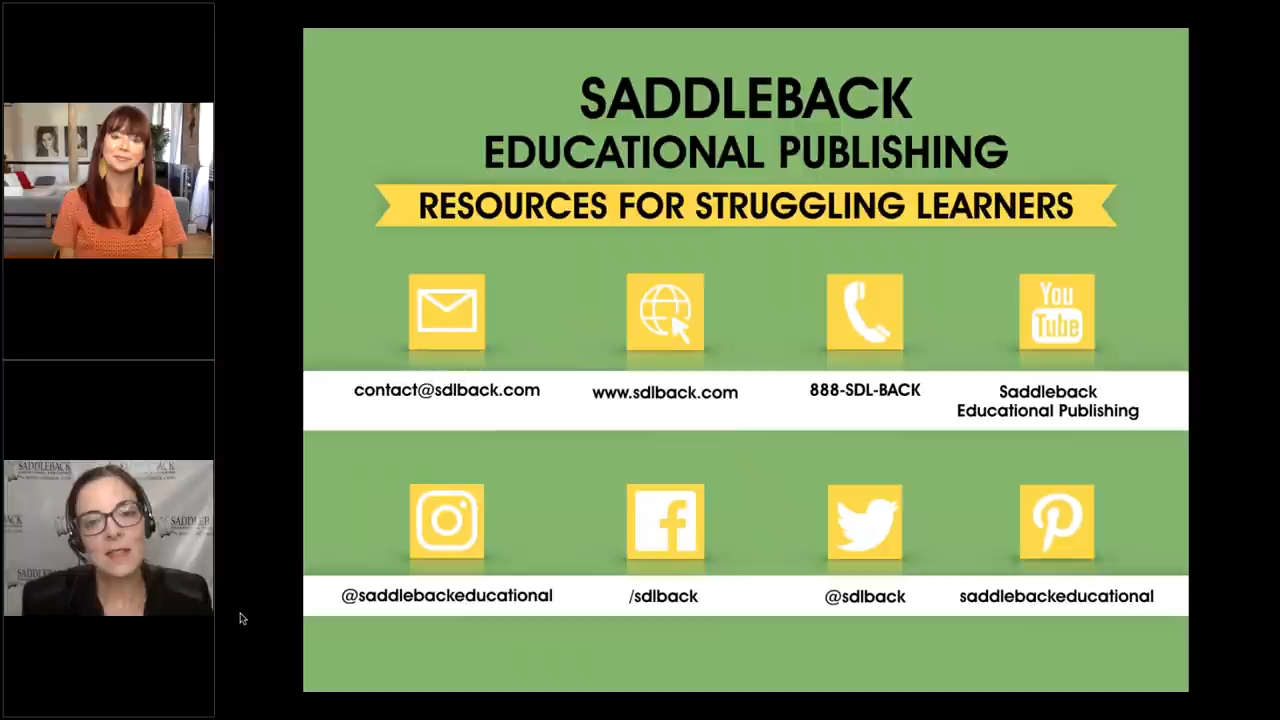 SADDLEBACK
EDUCATIONAL PUBLISHING
RESOURCES FOR STRUGGLING LEARNERS
You
Tube
contact@sdlback.com
www.sdlback.com
888-SDL-BACK
Saddleback
Educational Publishing
@saddlebackeducational
/sdlback
@sdlback
saddlebackeducational
SADDLEBACK